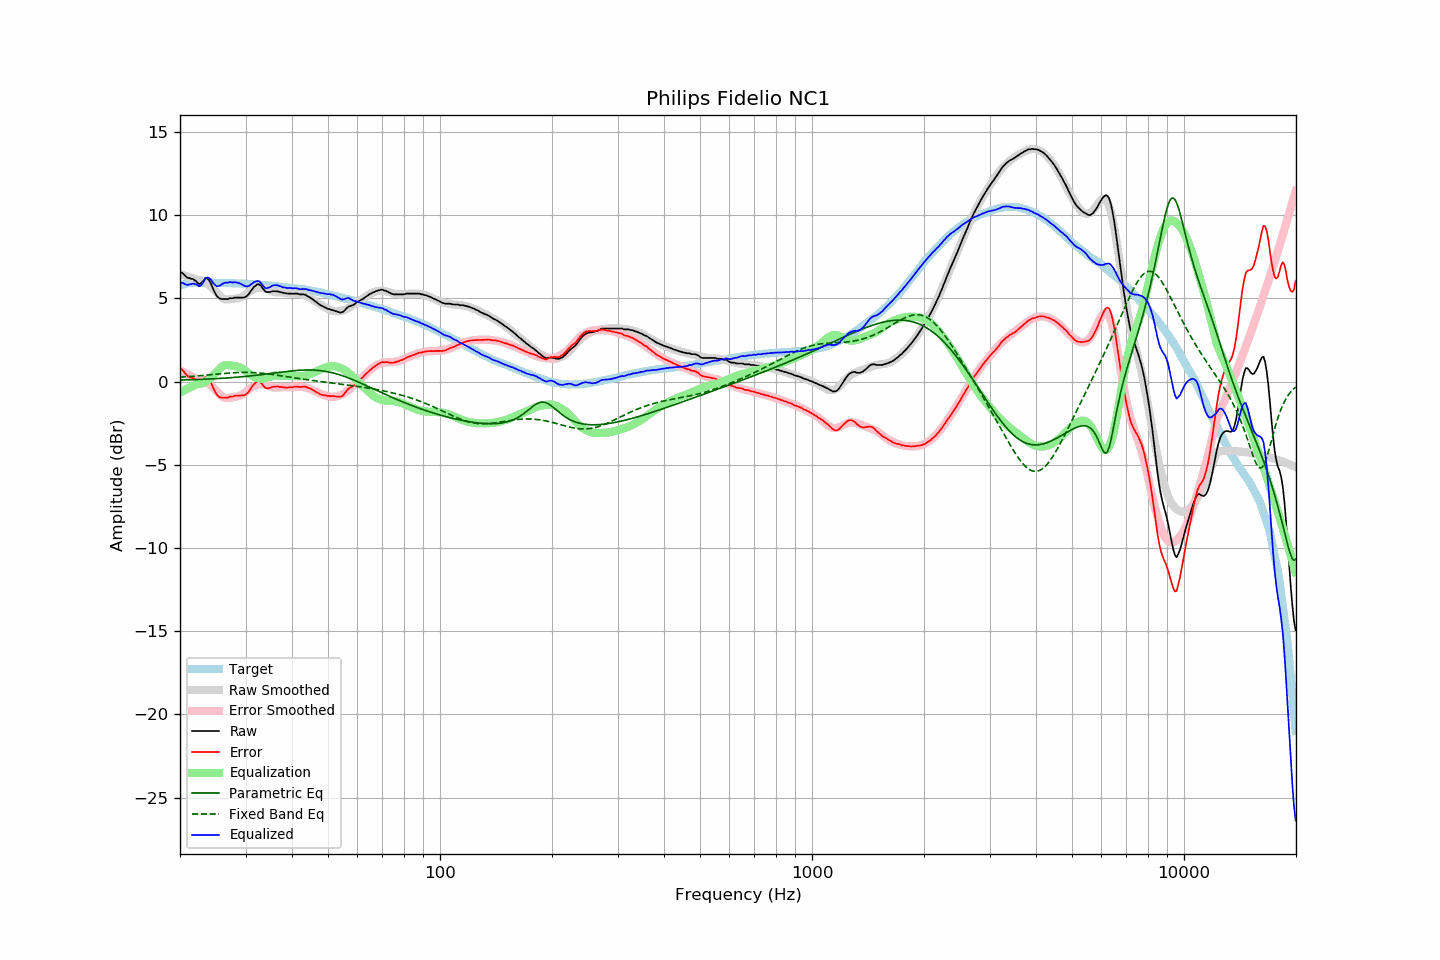 Philips Fidelio NC1
15
10
5
0
−5
−10
−15
−20
−25
Amplitude (dBr)
Target
Raw Smoothed
Error Smoothed
Raw
Error
Equalization
Parametric Eq
Fixed Band Eq
Equalized
100
1000
10000
Frequency (Hz)